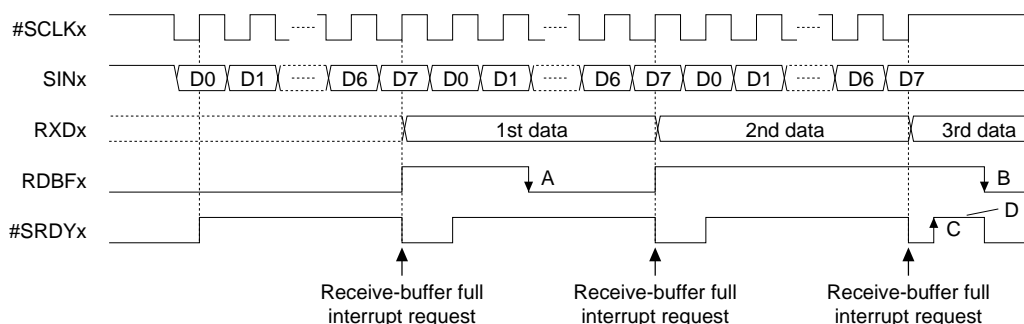 #SCLKx
SINx D0 D1 D6 D7 D0 D1 D6 D7 D0 D1 D6 D7
RXDx 1st data 2nd data 3rd data
RDBFx A B
#SRDYx C D
Receive-buffer full interrupt request
Receive-buffer full interrupt request
Receive-buffer full interrupt request